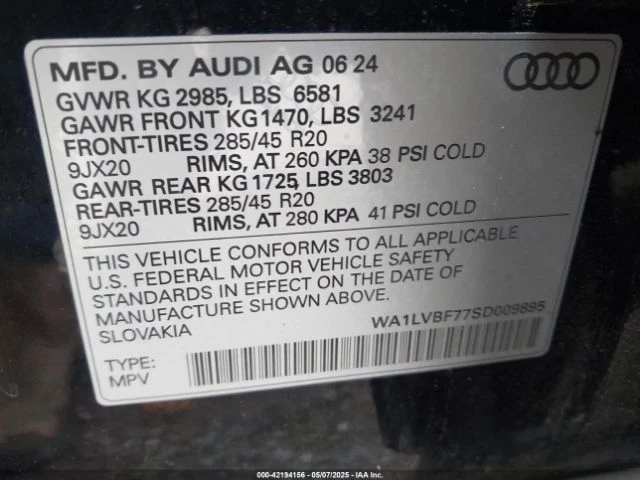 MFD. BY AUDI AG 06 24
GVWR KG 2985, LBS 6581
GAWR FRONT KG1470, LBS 3241
FRONT-TIRES 285/45 R20
9JX20 RIMS, AT 260 KPA 38 PSI COLD
GAWR REAR KG 1725, LBS 3803
REAR-TIRES 285/45 R20
9JX20 RIMS, AT 280 KPA 41 PSI COLD
THIS VEHICLE CONFORMS TO ALL APPLICABLE
U.S. FEDERAL MOTOR VEHICLE SAFETY
STANDARDS IN EFFECT ON THE DATE OF
MANUFACTURE SHOWN ABOVE.
SLOVAKIA
WA1LVBF77SD009895
TYPE:
MPV
000-42194156 - 05/07/2025 - IAAI.COM